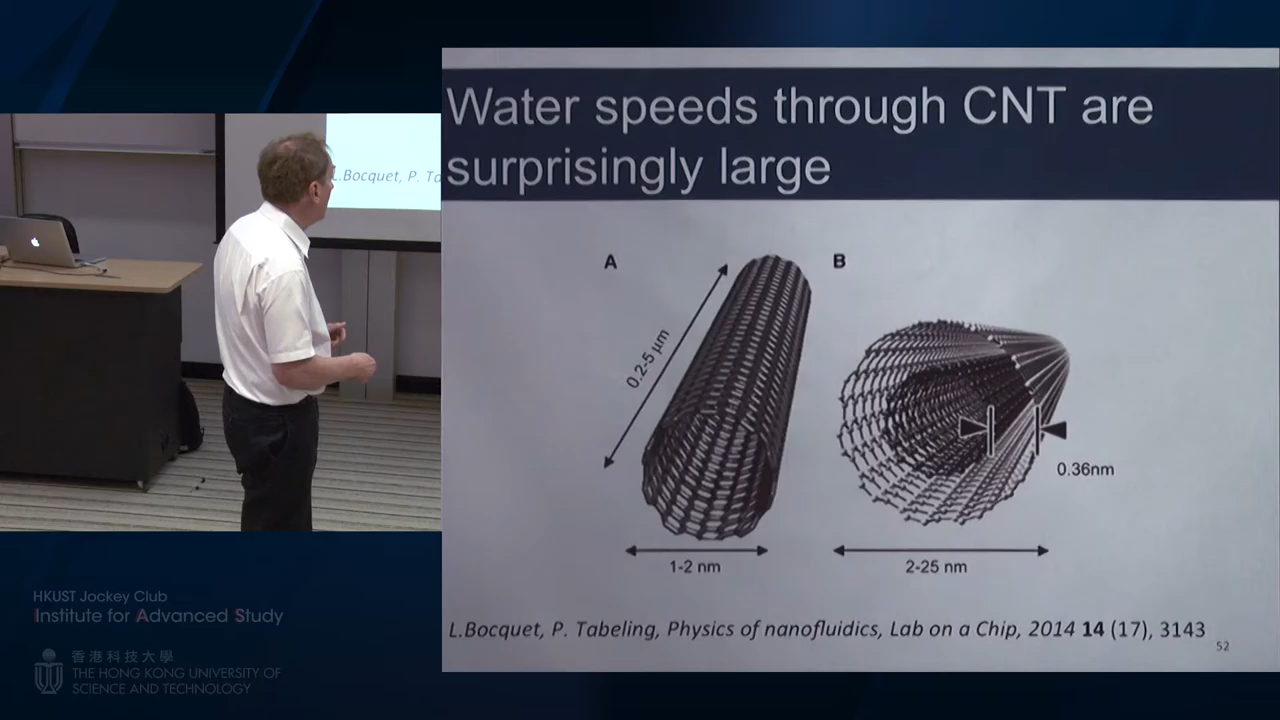 Water speeds through CNT are
surprisingly large
A
B
0.2-5 µm
0.36nm
1-2 nm
2-25 nm
L.Bocquet, P. Tabeling, Physics of nanofluidics, Lab on a Chip, 2014 14 (17), 3143
52
L.Bocquet, P. Ta
HKUST Jockey Club
Institute for Advanced Study
香港科技大學
THE HONG KONG UNIVERSITY OF
SCIENCE AND TECHNOLOGY